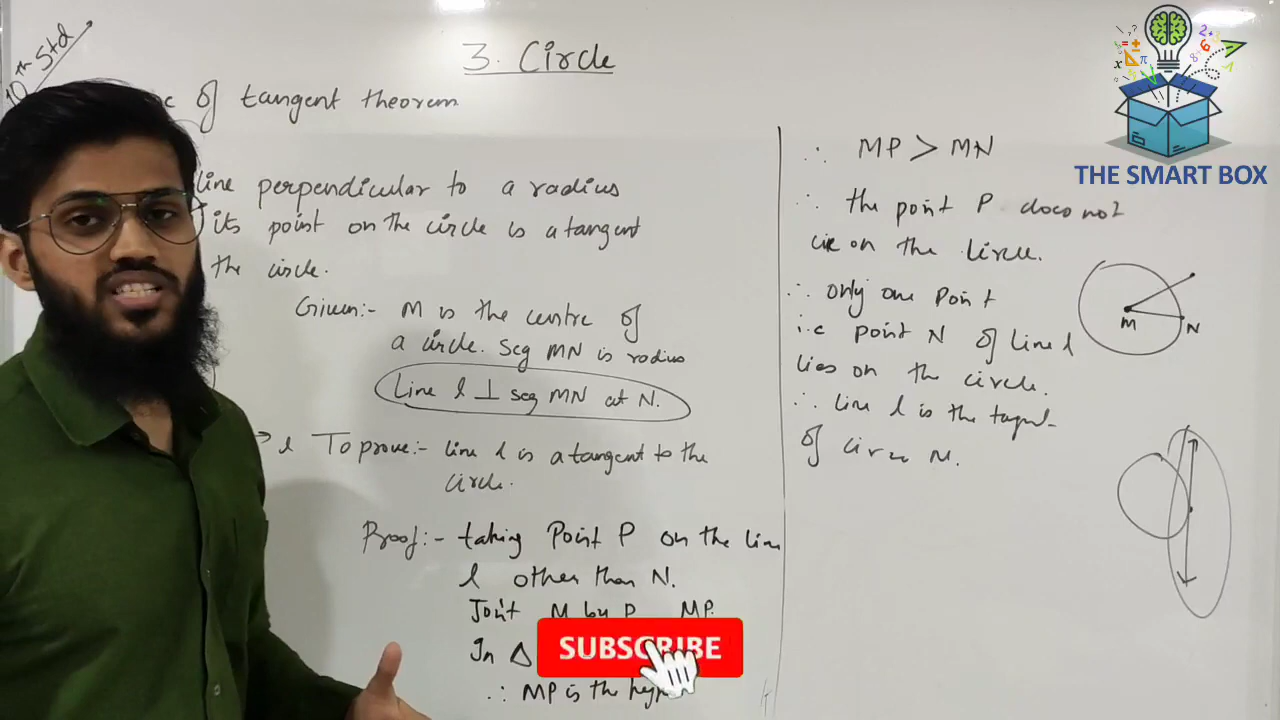 10th Std
3. Circle
of tangent theorem
line perpendicular to a radius
its point on the circle is a tangent
the circle.
Given:- M is the centre of
a circle. Seg MN is radius
Line l ⊥ seg MN at N.
l To prove:- line l is a tangent to the
circle.
Proof:- taking Point P on the line
l other than N.
Joint M by P MP.
In Δ
∴ MP is the hyp
∴ MP > MN
∴ the point P does not
lie on the circle.
∴ only one Point
i.e point N of line l
lies on the circle.
∴ line l is the
of M.
M
N
THE SMART BOX
SUBSCRIBE